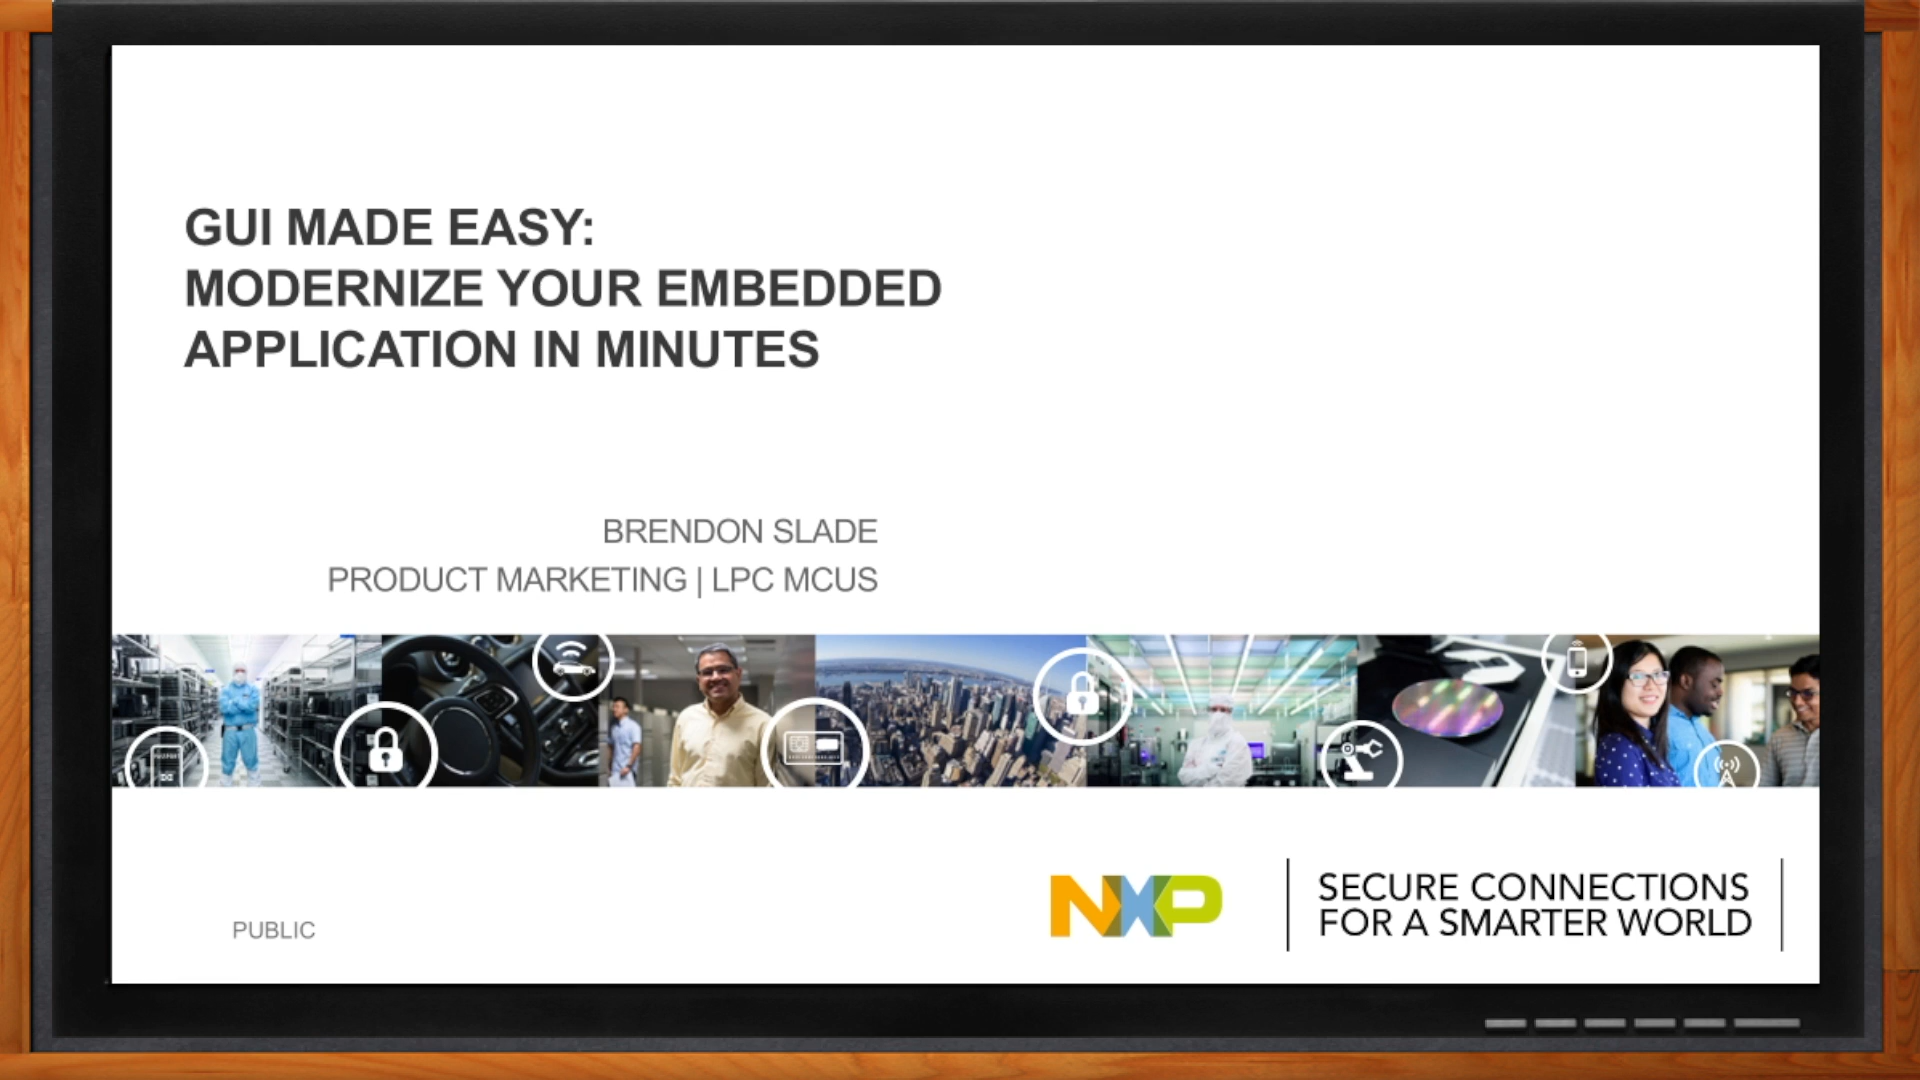 GUI MADE EASY:
MODERNIZE YOUR EMBEDDED
APPLICATION IN MINUTES
BRENDON SLADE
PRODUCT MARKETING | LPC MCUS
PUBLIC
NXP
SECURE CONNECTIONS
FOR A SMARTER WORLD